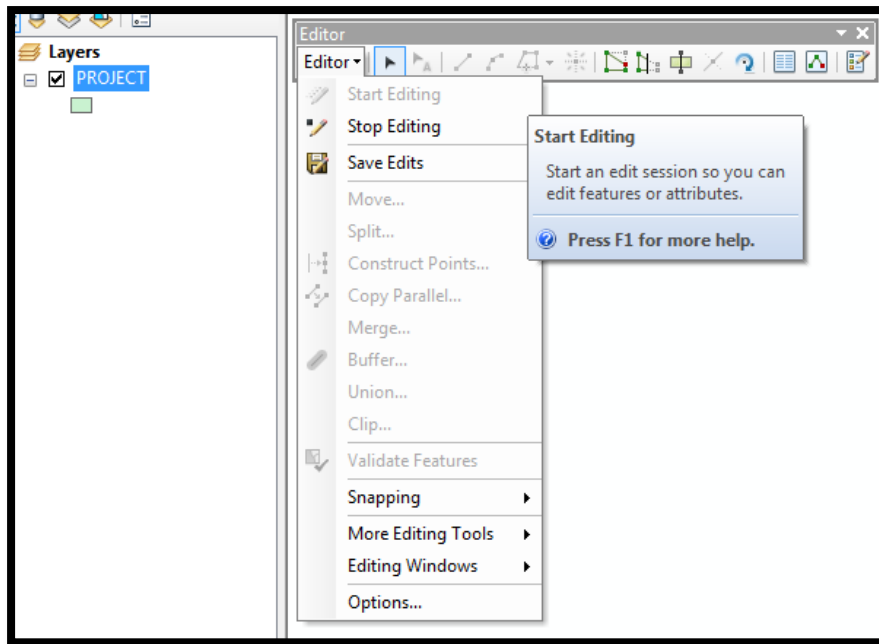 Layers
PROJECT
Editor
Editor
Start Editing
Stop Editing
Save Edits
Move...
Split...
Construct Points...
Copy Parallel...
Merge...
Buffer...
Union...
Clip...
Validate Features
Snapping
More Editing Tools
Editing Windows
Options...
Start Editing
Start an edit session so you can
edit features or attributes.
Press F1 for more help.